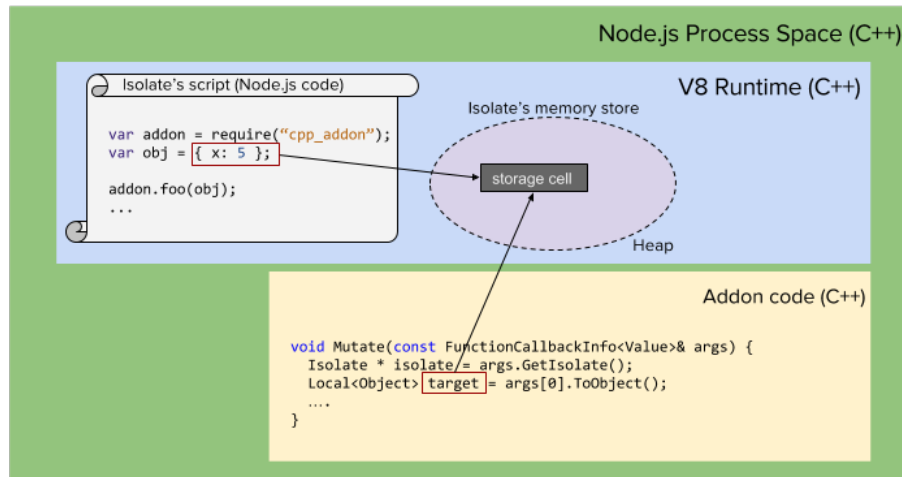 Node.js Process Space (C++)
V8 Runtime (C++)
Isolate's script (Node.js code)
var addon = require(“cpp_addon”);
var obj = { x: 5 };
addon.foo(obj);
...
Isolate's memory store
storage cell
Heap
Addon code (C++)
void Mutate(const FunctionCallbackInfo<Value>& args) {
Isolate * isolate = args.GetIsolate();
Local<Object> target = args[0].ToObject();
….
}